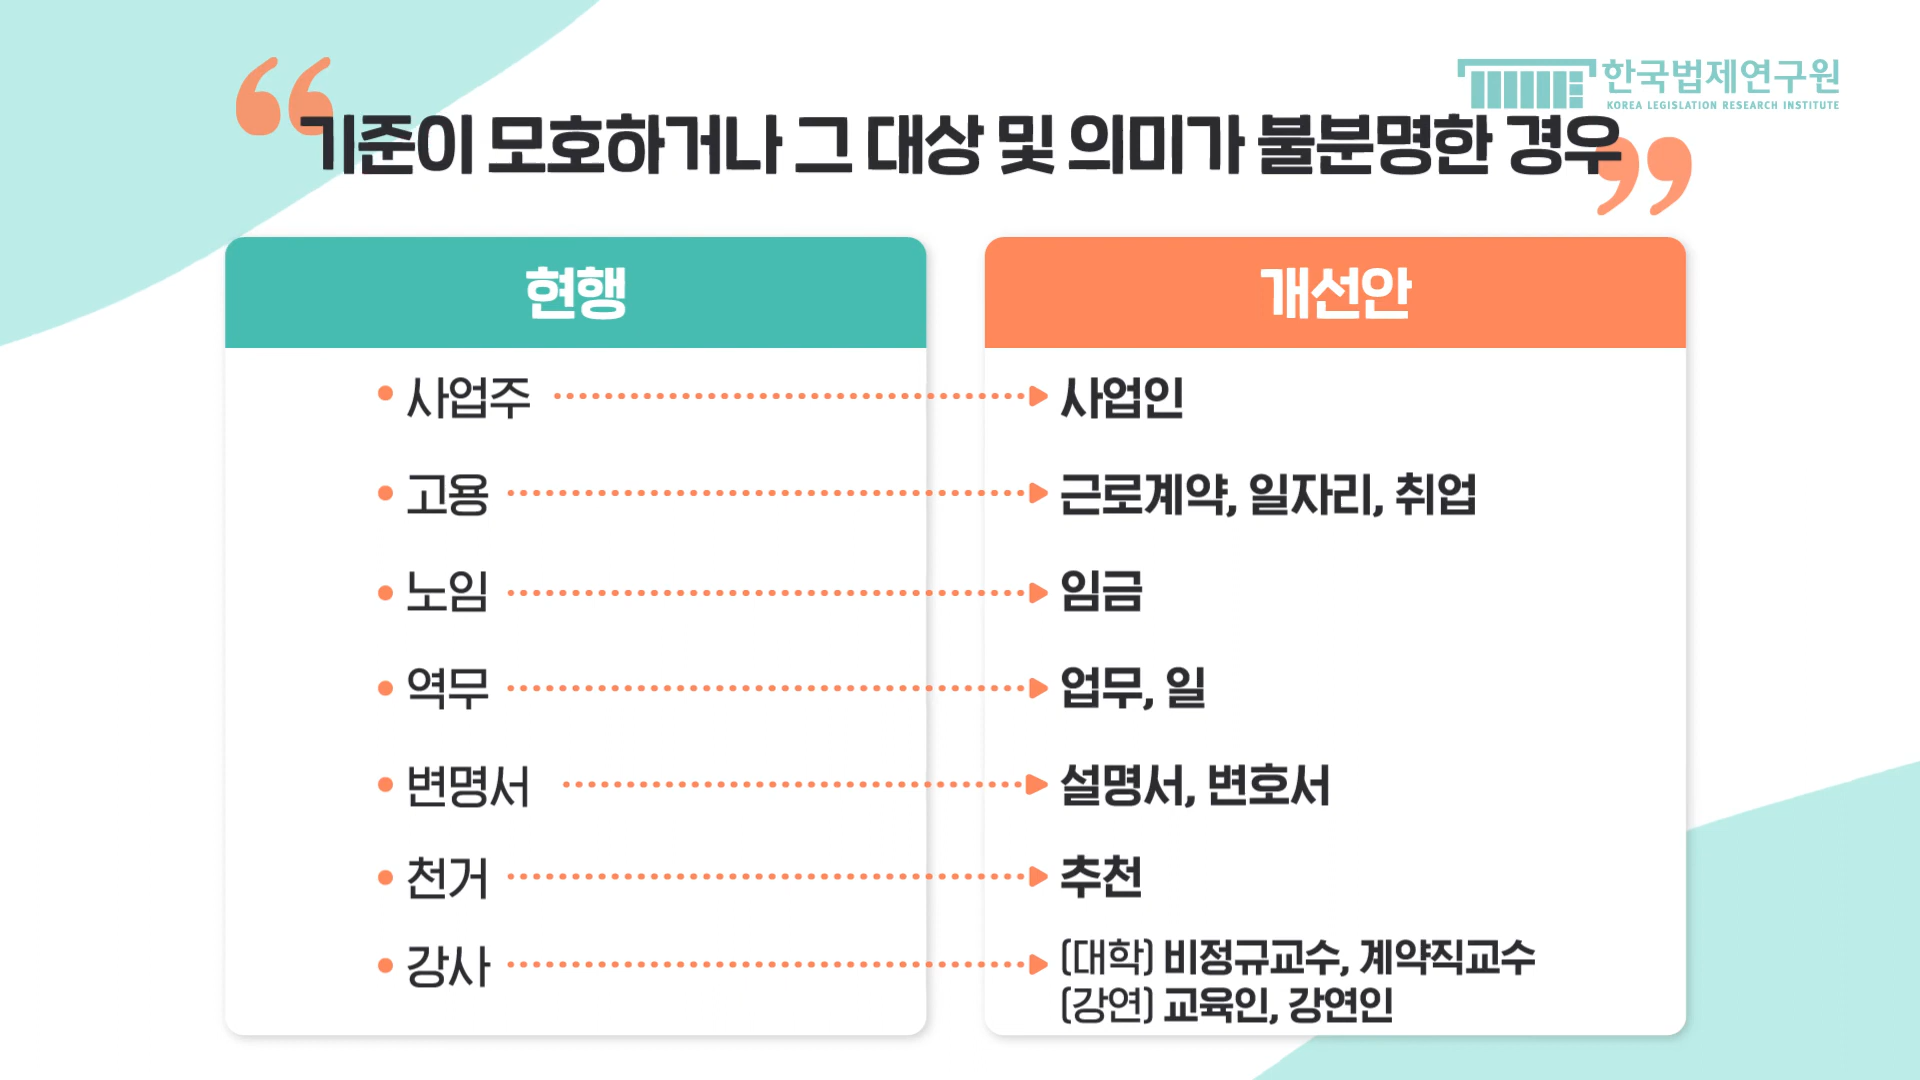 한국법제연구원
KOREA LEGISLATION RESEARCH INSTITUTE
“기준이 모호하거나 그 대상 및 의미가 불분명한 경우”
현행
개선안
• 사업주 사업인
• 고용 근로계약, 일자리, 취업
• 노임 임금
• 역무 업무, 일
• 변명서 설명서, 변호서
• 천거 추천
• 강사 (대학) 비정규교수, 계약직교수
(강연) 교육인, 강연인